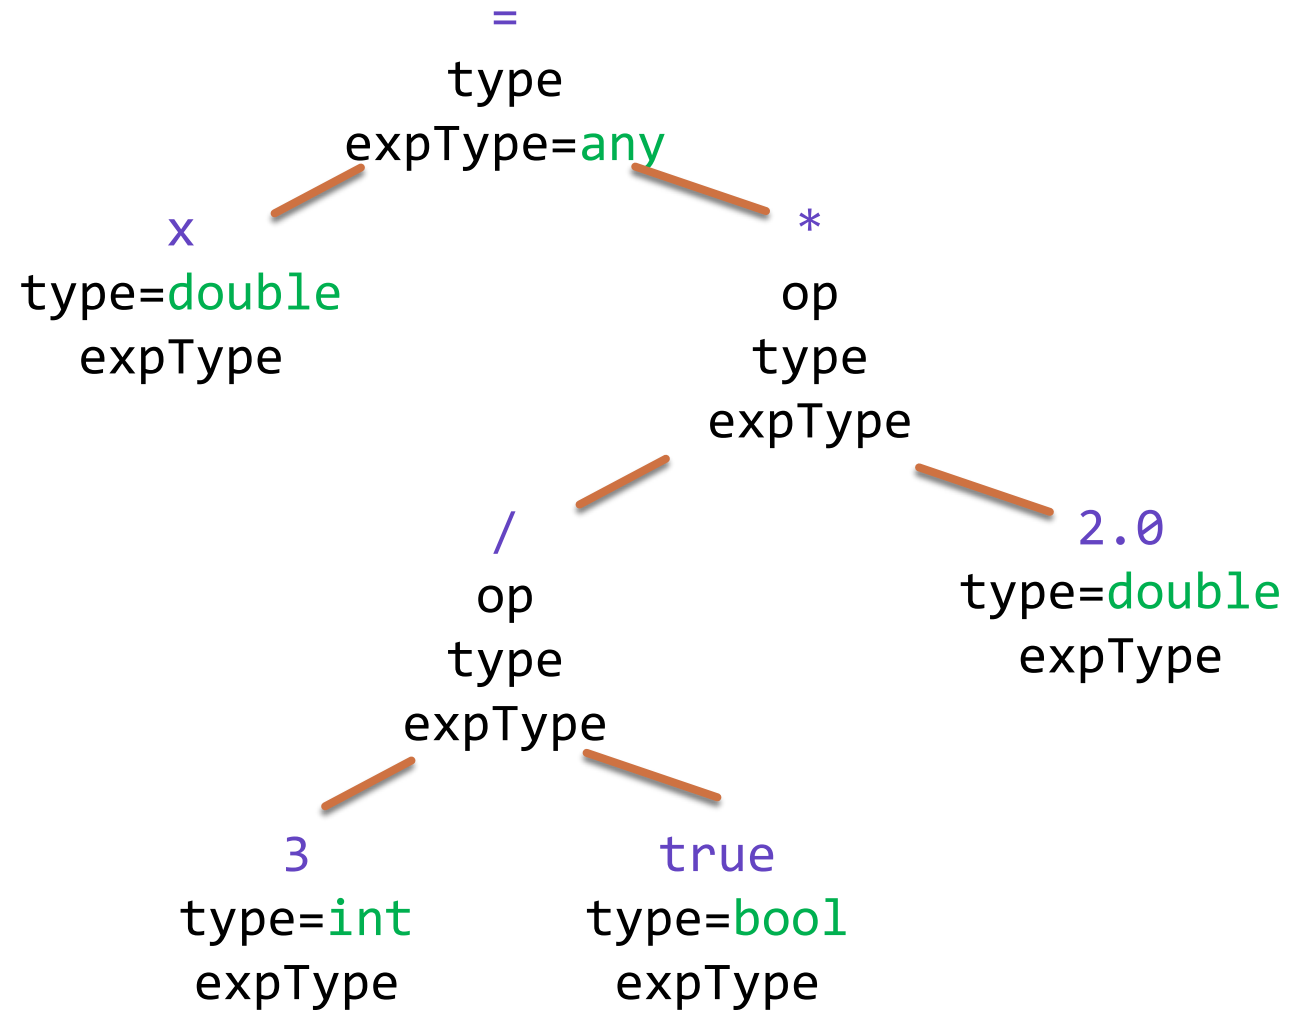 =
type
expType=any
x
type=double
expType
*
op
type
expType
/
op
type
expType
2.0
type=double
expType
3
type=int
expType
true
type=bool
expType